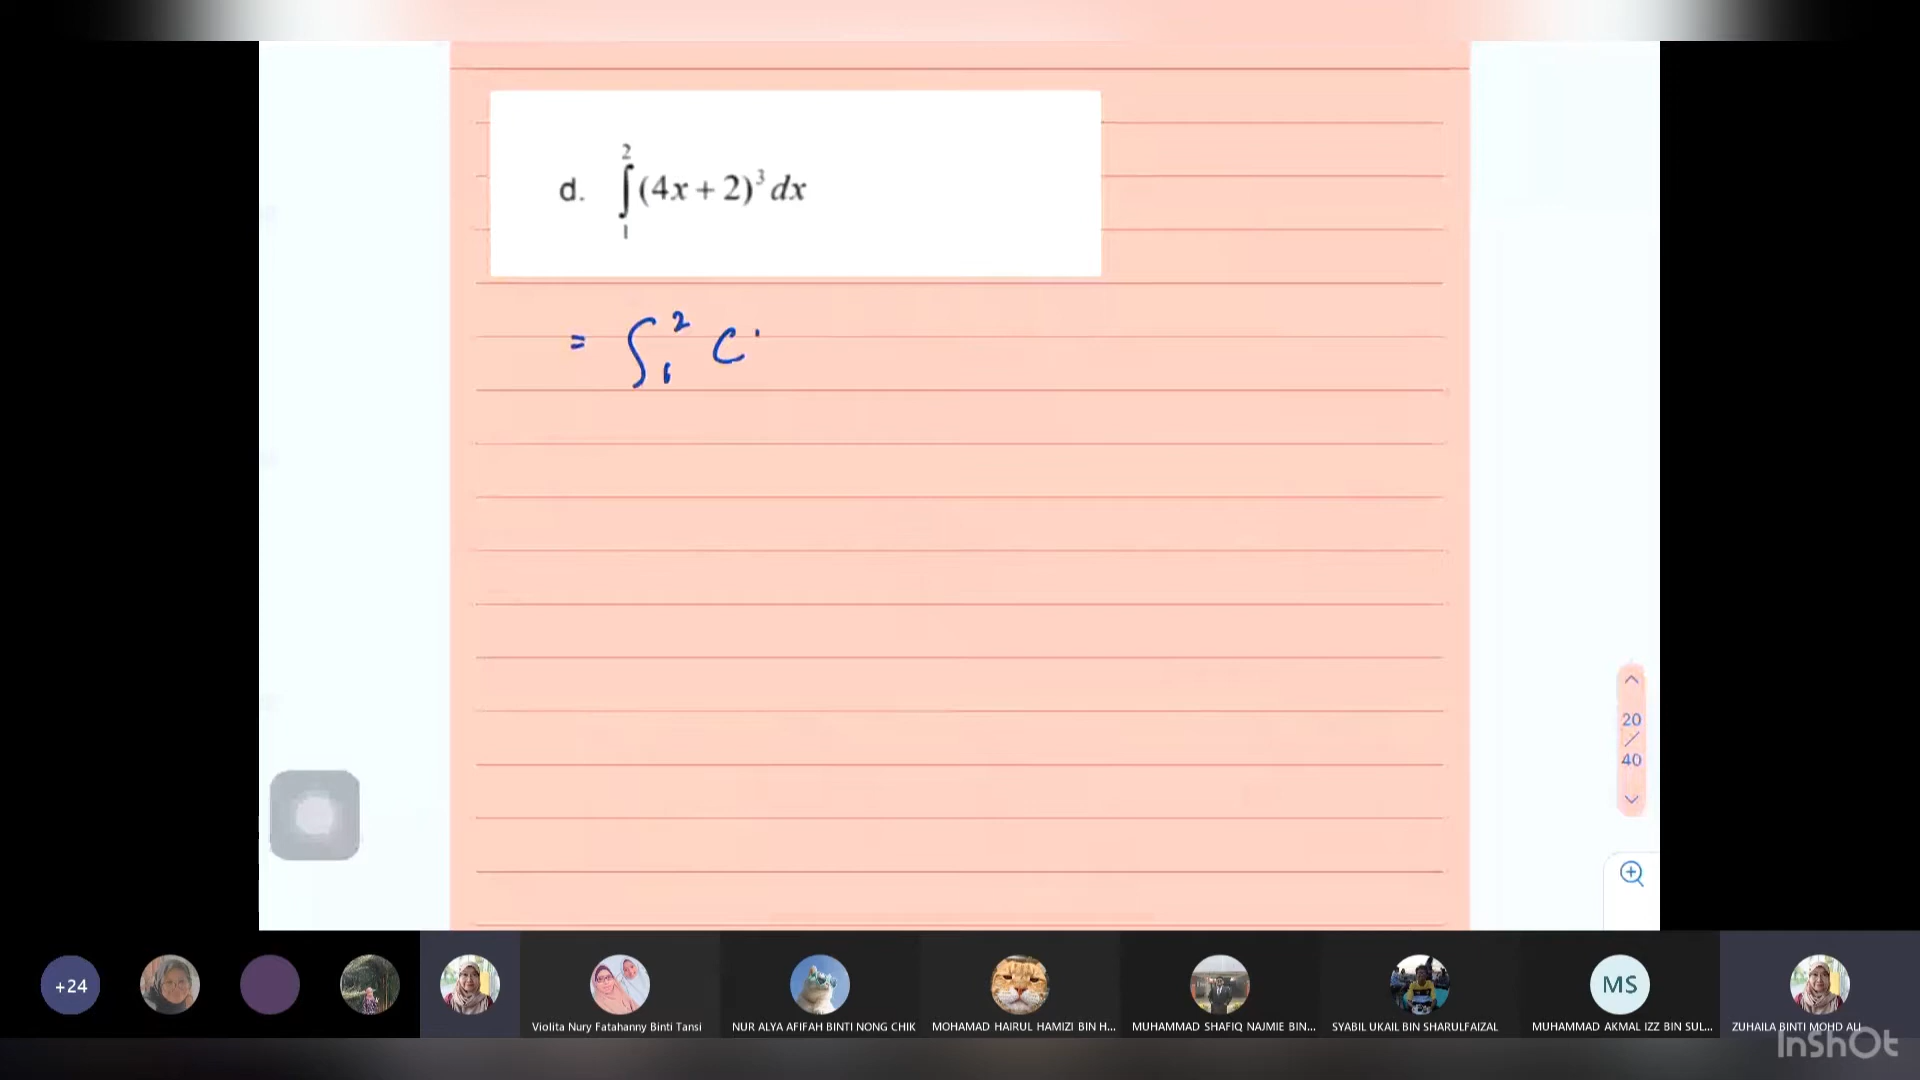 d. ∫₁² (4x + 2)³ dx
= ∫₁² (
20
/
40
+24
Violita Nury Fatahanny Binti Tansi
NUR ALYA AFIFAH BINTI NONG CHIK
MOHAMAD HAIRUL HAMIZI BIN H...
MUHAMMAD SHAFIQ NAJMIE BIN...
SYABIL UKAIL BIN SHARULFAIZAL
MS
MUHAMMAD AKMAL IZZ BIN SUL...
ZUHAILA BINTI MOHD ALI
InShOt